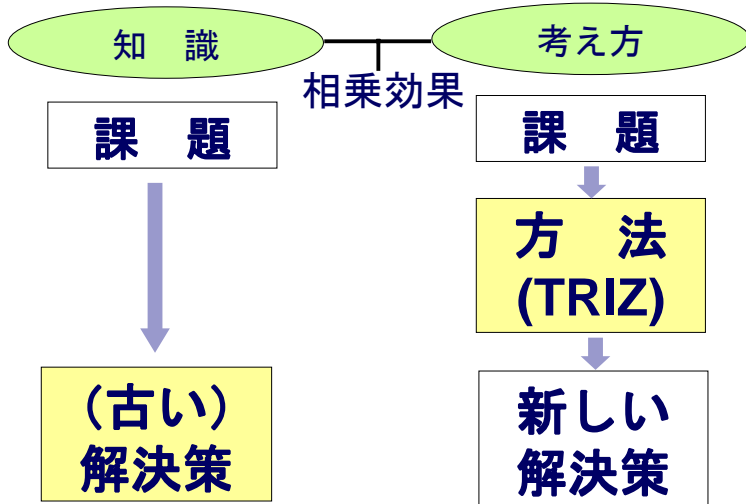 知　識
考え方
相乗効果
課　題
（古い）
解決策
課　題
方　法
(TRIZ)
新しい
解決策